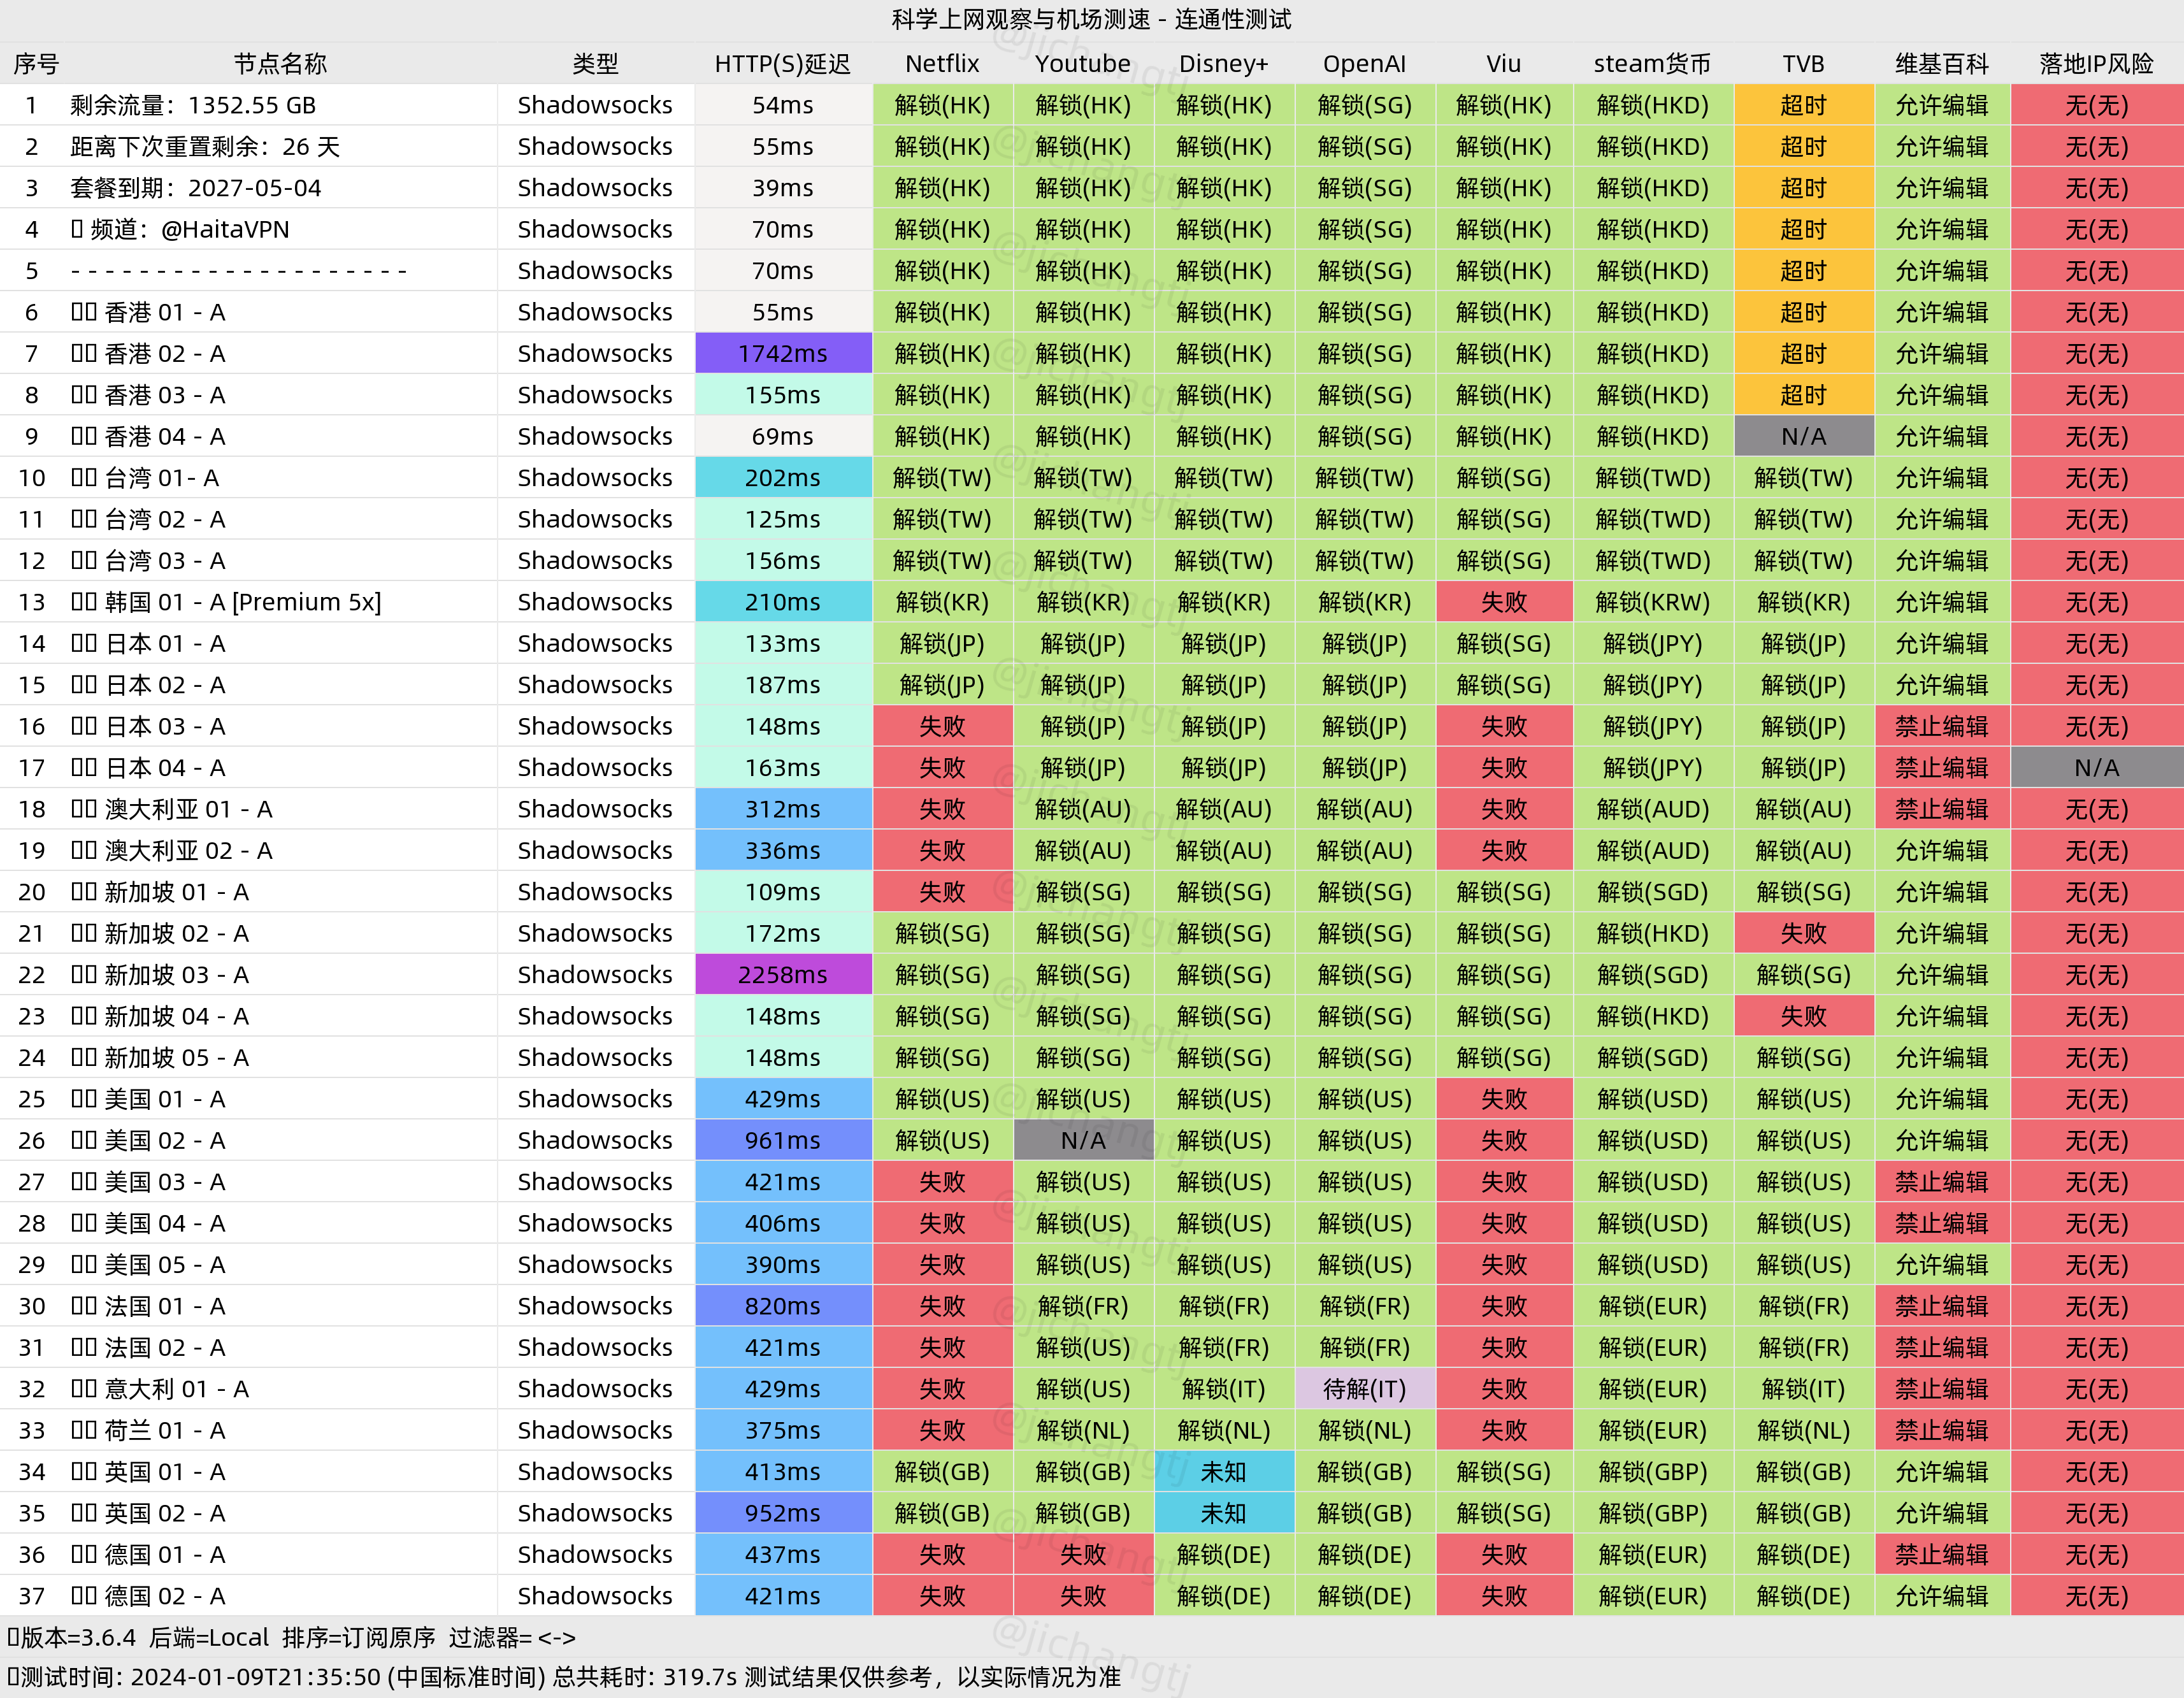 科学上网观察与机场测速 - 连通性测试
序号 节点名称 类型 HTTP(S)延迟 Netflix Youtube Disney+ OpenAI Viu steam货币 TVB 维基百科 落地IP风险
1 剩余流量：1352.55 GB Shadowsocks 54ms 解锁(HK) 解锁(HK) 解锁(HK) 解锁(SG) 解锁(HK) 解锁(HKD) 超时 允许编辑 无(无)
2 距离下次重置剩余：26 天 Shadowsocks 55ms 解锁(HK) 解锁(HK) 解锁(HK) 解锁(SG) 解锁(HK) 解锁(HKD) 超时 允许编辑 无(无)
3 套餐到期：2027-05-04 Shadowsocks 39ms 解锁(HK) 解锁(HK) 解锁(HK) 解锁(SG) 解锁(HK) 解锁(HKD) 超时 允许编辑 无(无)
4 频道：@HaitaVPN Shadowsocks 70ms 解锁(HK) 解锁(HK) 解锁(HK) 解锁(SG) 解锁(HK) 解锁(HKD) 超时 允许编辑 无(无)
5 - - - - - - - - - - - - - - - - - - - - Shadowsocks 70ms 解锁(HK) 解锁(HK) 解锁(HK) 解锁(SG) 解锁(HK) 解锁(HKD) 超时 允许编辑 无(无)
6 香港 01 - A Shadowsocks 55ms 解锁(HK) 解锁(HK) 解锁(HK) 解锁(SG) 解锁(HK) 解锁(HKD) 超时 允许编辑 无(无)
7 香港 02 - A Shadowsocks 1742ms 解锁(HK) 解锁(HK) 解锁(HK) 解锁(SG) 解锁(HK) 解锁(HKD) 超时 允许编辑 无(无)
8 香港 03 - A Shadowsocks 155ms 解锁(HK) 解锁(HK) 解锁(HK) 解锁(SG) 解锁(HK) 解锁(HKD) 超时 允许编辑 无(无)
9 香港 04 - A Shadowsocks 69ms 解锁(HK) 解锁(HK) 解锁(HK) 解锁(SG) 解锁(HK) 解锁(HKD) N/A 允许编辑 无(无)
10 台湾 01- A Shadowsocks 202ms 解锁(TW) 解锁(TW) 解锁(TW) 解锁(TW) 解锁(SG) 解锁(TWD) 解锁(TW) 允许编辑 无(无)
11 台湾 02 - A Shadowsocks 125ms 解锁(TW) 解锁(TW) 解锁(TW) 解锁(TW) 解锁(SG) 解锁(TWD) 解锁(TW) 允许编辑 无(无)
12 台湾 03 - A Shadowsocks 156ms 解锁(TW) 解锁(TW) 解锁(TW) 解锁(TW) 解锁(SG) 解锁(TWD) 解锁(TW) 允许编辑 无(无)
13 韩国 01 - A [Premium 5x] Shadowsocks 210ms 解锁(KR) 解锁(KR) 解锁(KR) 解锁(KR) 失败 解锁(KRW) 解锁(KR) 允许编辑 无(无)
14 日本 01 - A Shadowsocks 133ms 解锁(JP) 解锁(JP) 解锁(JP) 解锁(JP) 解锁(SG) 解锁(JPY) 解锁(JP) 允许编辑 无(无)
15 日本 02 - A Shadowsocks 187ms 解锁(JP) 解锁(JP) 解锁(JP) 解锁(JP) 解锁(SG) 解锁(JPY) 解锁(JP) 允许编辑 无(无)
16 日本 03 - A Shadowsocks 148ms 失败 解锁(JP) 解锁(JP) 解锁(JP) 失败 解锁(JPY) 解锁(JP) 禁止编辑 无(无)
17 日本 04 - A Shadowsocks 163ms 失败 解锁(JP) 解锁(JP) 解锁(JP) 失败 解锁(JPY) 解锁(JP) 禁止编辑 N/A
18 澳大利亚 01 - A Shadowsocks 312ms 失败 解锁(AU) 解锁(AU) 解锁(AU) 失败 解锁(AUD) 解锁(AU) 禁止编辑 无(无)
19 澳大利亚 02 - A Shadowsocks 336ms 失败 解锁(AU) 解锁(AU) 解锁(AU) 失败 解锁(AUD) 解锁(AU) 允许编辑 无(无)
20 新加坡 01 - A Shadowsocks 109ms 失败 解锁(SG) 解锁(SG) 解锁(SG) 解锁(SG) 解锁(SGD) 解锁(SG) 允许编辑 无(无)
21 新加坡 02 - A Shadowsocks 172ms 解锁(SG) 解锁(SG) 解锁(SG) 解锁(SG) 解锁(SG) 解锁(HKD) 失败 允许编辑 无(无)
22 新加坡 03 - A Shadowsocks 2258ms 解锁(SG) 解锁(SG) 解锁(SG) 解锁(SG) 解锁(SG) 解锁(SGD) 解锁(SG) 允许编辑 无(无)
23 新加坡 04 - A Shadowsocks 148ms 解锁(SG) 解锁(SG) 解锁(SG) 解锁(SG) 解锁(SG) 解锁(HKD) 失败 允许编辑 无(无)
24 新加坡 05 - A Shadowsocks 148ms 解锁(SG) 解锁(SG) 解锁(SG) 解锁(SG) 解锁(SG) 解锁(SGD) 解锁(SG) 允许编辑 无(无)
25 美国 01 - A Shadowsocks 429ms 解锁(US) 解锁(US) 解锁(US) 解锁(US) 失败 解锁(USD) 解锁(US) 允许编辑 无(无)
26 美国 02 - A Shadowsocks 961ms 解锁(US) N/A 解锁(US) 解锁(US) 失败 解锁(USD) 解锁(US) 允许编辑 无(无)
27 美国 03 - A Shadowsocks 421ms 失败 解锁(US) 解锁(US) 解锁(US) 失败 解锁(USD) 解锁(US) 禁止编辑 无(无)
28 美国 04 - A Shadowsocks 406ms 失败 解锁(US) 解锁(US) 解锁(US) 失败 解锁(USD) 解锁(US) 禁止编辑 无(无)
29 美国 05 - A Shadowsocks 390ms 失败 解锁(US) 解锁(US) 解锁(US) 失败 解锁(USD) 解锁(US) 允许编辑 无(无)
30 法国 01 - A Shadowsocks 820ms 失败 解锁(FR) 解锁(FR) 解锁(FR) 失败 解锁(EUR) 解锁(FR) 禁止编辑 无(无)
31 法国 02 - A Shadowsocks 421ms 失败 解锁(US) 解锁(FR) 解锁(FR) 失败 解锁(EUR) 解锁(FR) 禁止编辑 无(无)
32 意大利 01 - A Shadowsocks 429ms 失败 解锁(US) 解锁(IT) 待解(IT) 失败 解锁(EUR) 解锁(IT) 禁止编辑 无(无)
33 荷兰 01 - A Shadowsocks 375ms 失败 解锁(NL) 解锁(NL) 解锁(NL) 失败 解锁(EUR) 解锁(NL) 禁止编辑 无(无)
34 英国 01 - A Shadowsocks 413ms 解锁(GB) 解锁(GB) 未知 解锁(GB) 解锁(SG) 解锁(GBP) 解锁(GB) 允许编辑 无(无)
35 英国 02 - A Shadowsocks 952ms 解锁(GB) 解锁(GB) 未知 解锁(GB) 解锁(SG) 解锁(GBP) 解锁(GB) 允许编辑 无(无)
36 德国 01 - A Shadowsocks 437ms 失败 失败 解锁(DE) 解锁(DE) 失败 解锁(EUR) 解锁(DE) 禁止编辑 无(无)
37 德国 02 - A Shadowsocks 421ms 失败 失败 解锁(DE) 解锁(DE) 失败 解锁(EUR) 解锁(DE) 允许编辑 无(无)
版本=3.6.4 后端=Local 排序=订阅原序 过滤器= <->
测试时间: 2024-01-09T21:35:50 (中国标准时间) 总共耗时: 319.7s 测试结果仅供参考，以实际情况为准
@jichangtj